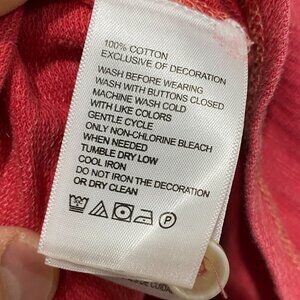 100% COTTON
EXCLUSIVE OF DECORATION
WASH BEFORE WEARING
WASH WITH BUTTONS CLOSED
MACHINE WASH COLD
WITH LIKE COLORS
GENTLE CYCLE
ONLY NON-CHLORINE BLEACH
WHEN NEEDED
TUMBLE DRY LOW
COOL IRON
DO NOT IRON THE DECORATION
OR DRY CLEAN
P
DE CUIDA